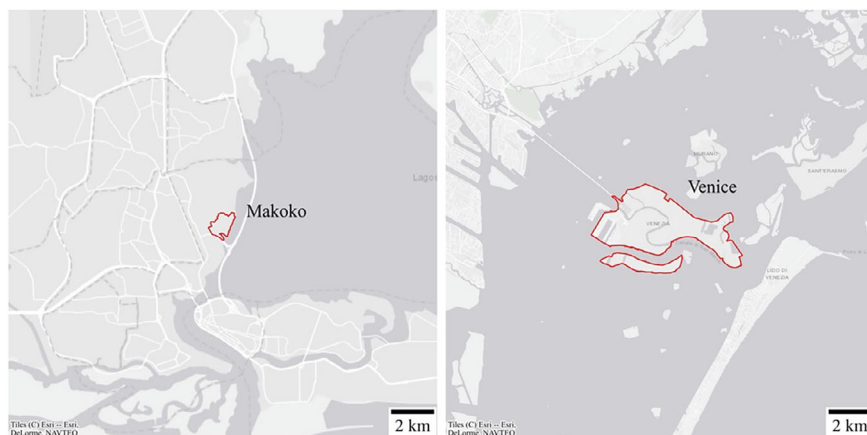 Makoko
Lagos
Tiles (C) Esri -- Esri,
DeLorme, NAVTEQ
2 km
MURANO
SANT'ERASMO
Venice
VENEZIA
LIDO DI
VENEZIA
Tiles (C) Esri -- Esri,
DeLorme, NAVTEQ
2 km